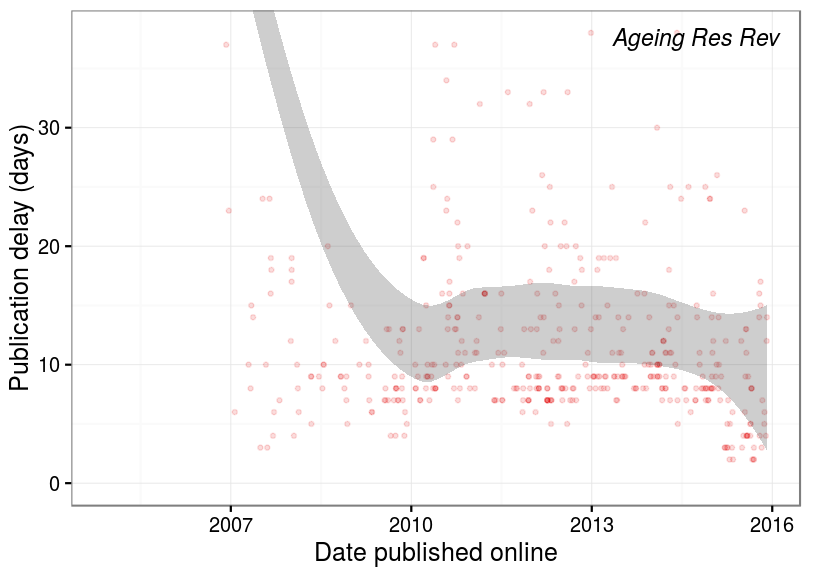 Ageing Res Rev
Publication delay (days)
30
20
10
0
2007 2010 2013 2016
Date published online